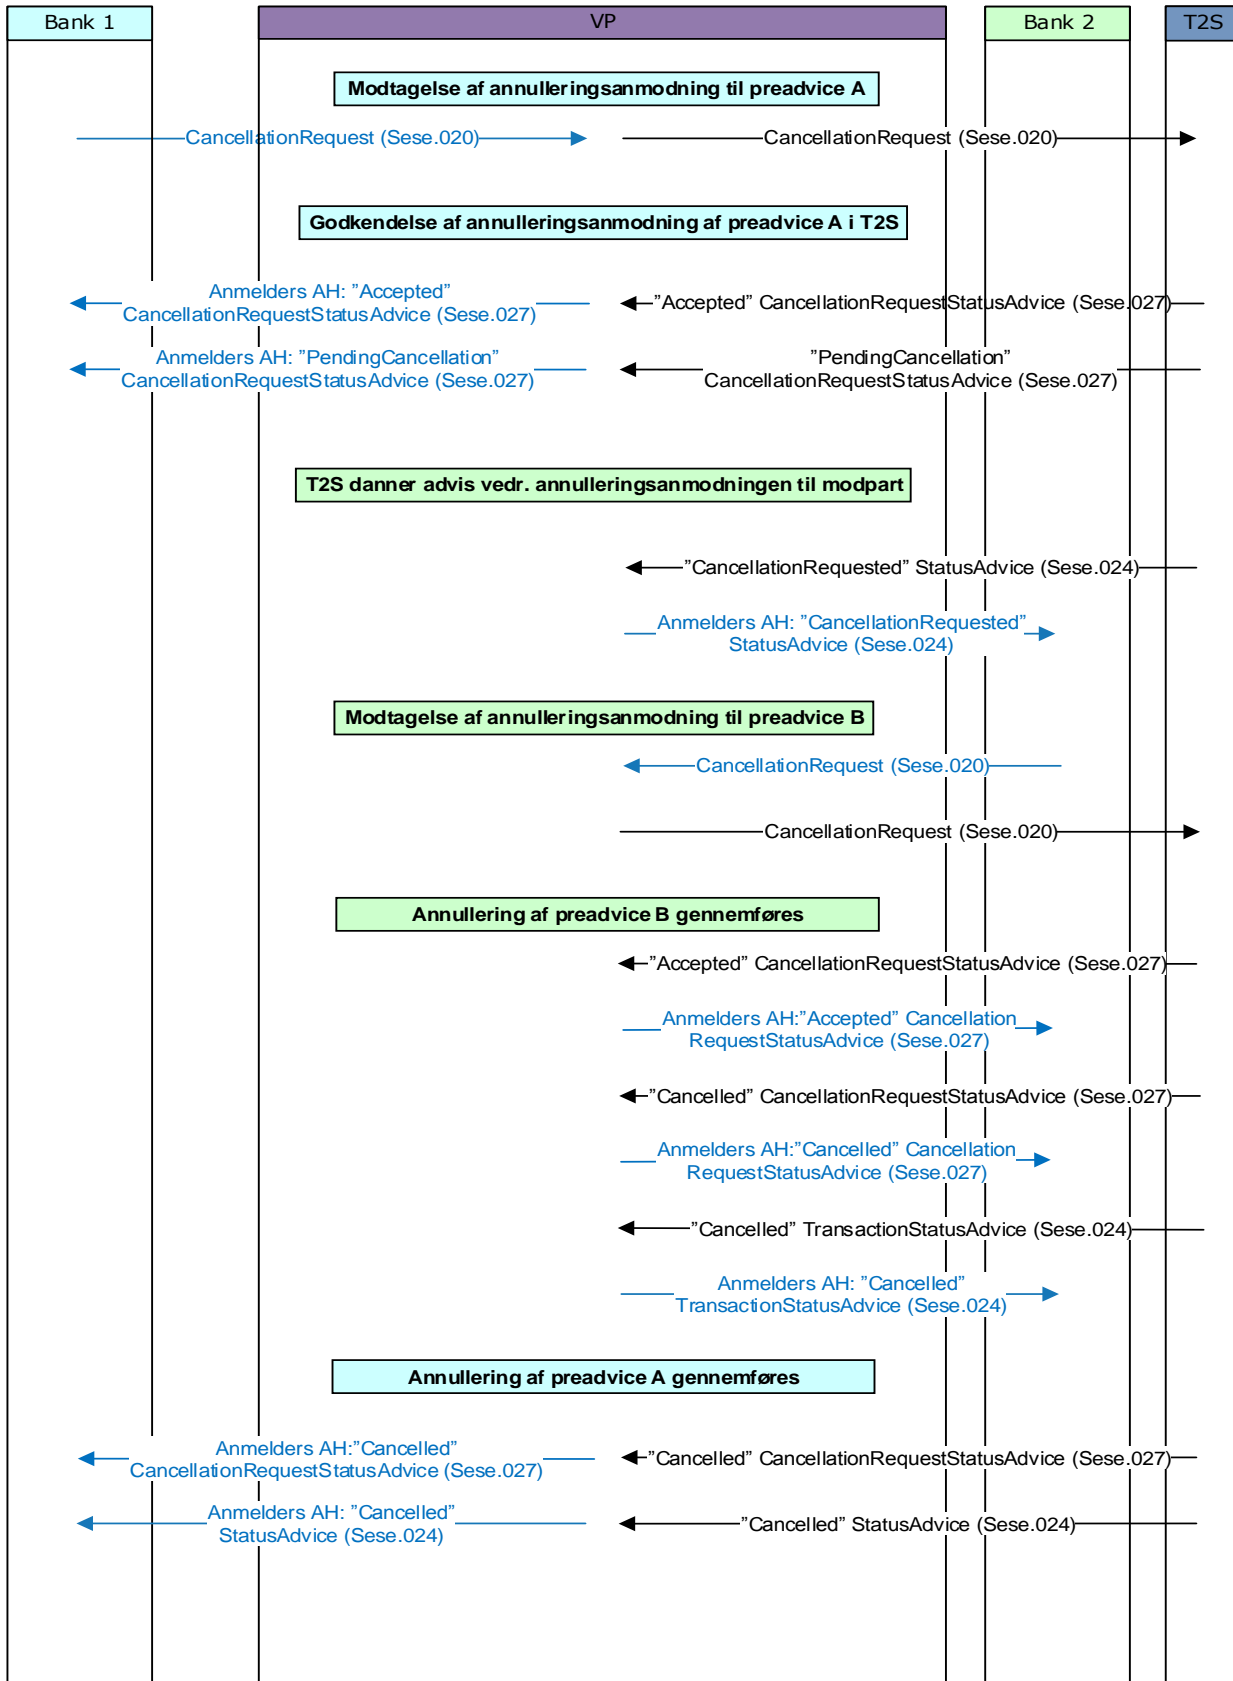 Bank 1
VP
Bank 2
T2S
Modtagelse af annulleringsanmodning til preadvice A
CancellationRequest (Sese.020)
CancellationRequest (Sese.020)
Godkendelse af annulleringsanmodning af preadvice A i T2S
Anmelders AH: ”Accepted”
CancellationRequestStatusAdvice (Sese.027)
”Accepted” CancellationRequestStatusAdvice (Sese.027)
Anmelders AH: ”PendingCancellation”
CancellationRequestStatusAdvice (Sese.027)
”PendingCancellation”
CancellationRequestStatusAdvice (Sese.027)
T2S danner advis vedr. annulleringsanmodningen til modpart
”CancellationRequested” StatusAdvice (Sese.024)
Anmelders AH: ”CancellationRequested”
StatusAdvice (Sese.024)
Modtagelse af annulleringsanmodning til preadvice B
CancellationRequest (Sese.020)
CancellationRequest (Sese.020)
Annullering af preadvice B gennemføres
”Accepted” CancellationRequestStatusAdvice (Sese.027)
Anmelders AH:”Accepted” Cancellation
RequestStatusAdvice (Sese.027)
”Cancelled” CancellationRequestStatusAdvice (Sese.027)
Anmelders AH:”Cancelled” Cancellation
RequestStatusAdvice (Sese.027)
”Cancelled” TransactionStatusAdvice (Sese.024)
Anmelders AH: ”Cancelled”
TransactionStatusAdvice (Sese.024)
Annullering af preadvice A gennemføres
Anmelders AH:”Cancelled”
CancellationRequestStatusAdvice (Sese.027)
”Cancelled” CancellationRequestStatusAdvice (Sese.027)
Anmelders AH: ”Cancelled”
StatusAdvice (Sese.024)
”Cancelled” StatusAdvice (Sese.024)